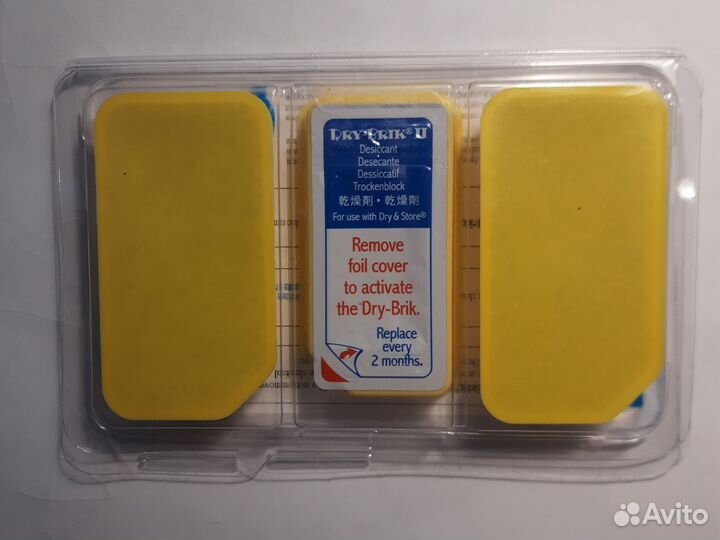 DRY-BRIK® II
Desiccant
Desecante
Dessiccatif
Trockenblock
乾燥剤・乾燥劑
For use with Dry & Store®
Remove
foil cover
to activate
the Dry-Brik.
Replace
every
2 months.
Avito